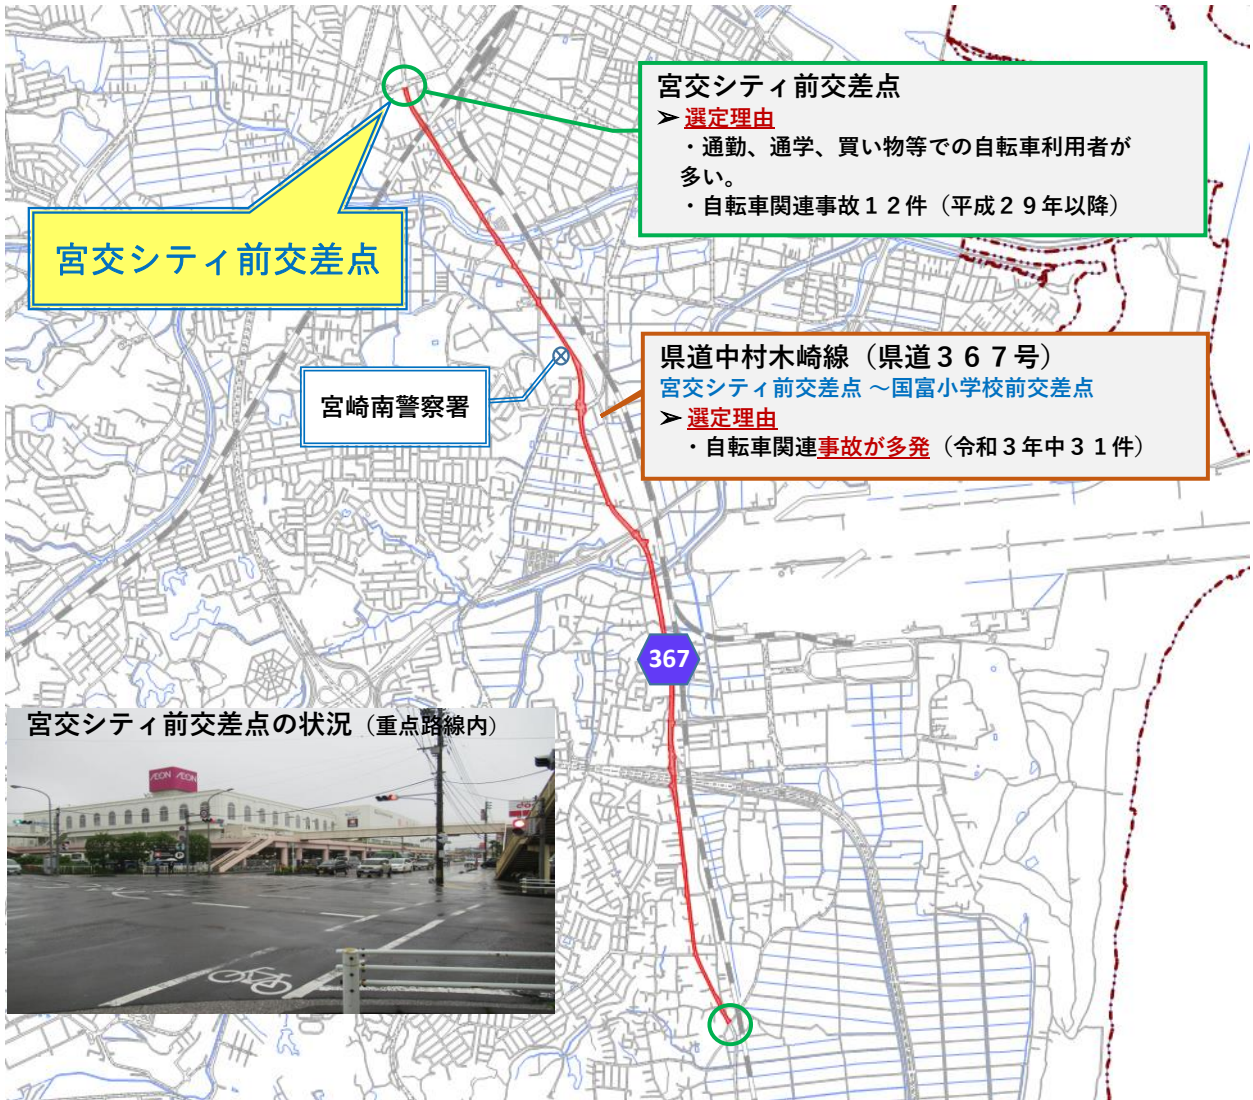 宮交シティ前交差点
➤ 選定理由
・通勤、通学、買い物等での自転車利用者が
多い。
・自転車関連事故１２件（平成２９年以降）
宮交シティ前交差点
県道中村木崎線（県道３６７号）
宮交シティ前交差点 ～国富小学校前交差点
➤ 選定理由
・自転車関連事故が多発（令和３年中３１件）
宮崎南警察署
367
宮交シティ前交差点の状況（重点路線内）
ÆON ÆON